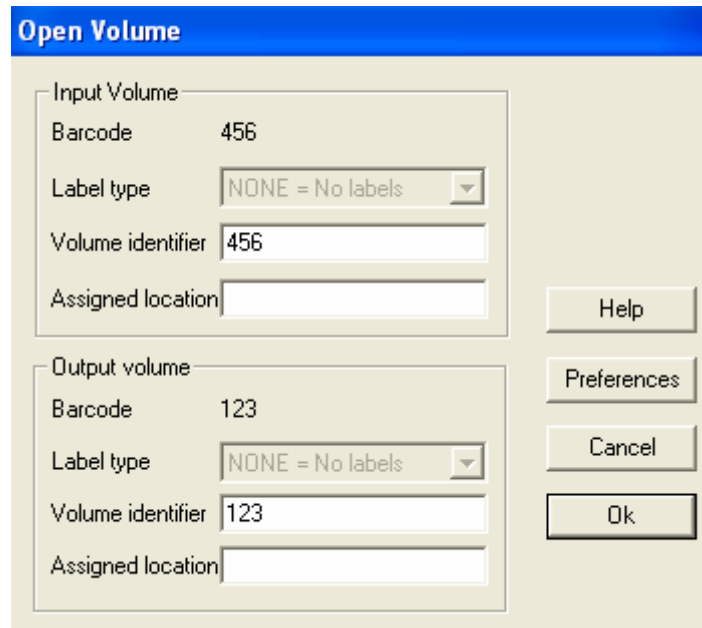 Open Volume
Input Volume
Barcode 456
Label type NONE = No labels
Volume identifier 456
Assigned location
Help
Output volume
Preferences
Barcode 123
Cancel
Label type NONE = No labels
Volume identifier 123
Ok
Assigned location